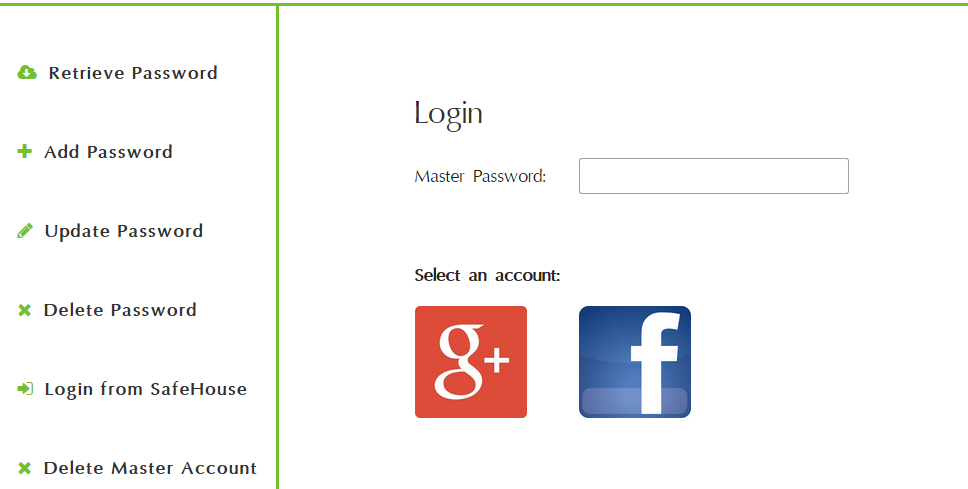 Retrieve Password
Add Password
Update Password
Delete Password
Login from SafeHouse
Delete Master Account
Login
Master Password:
Select an account:
g+
f